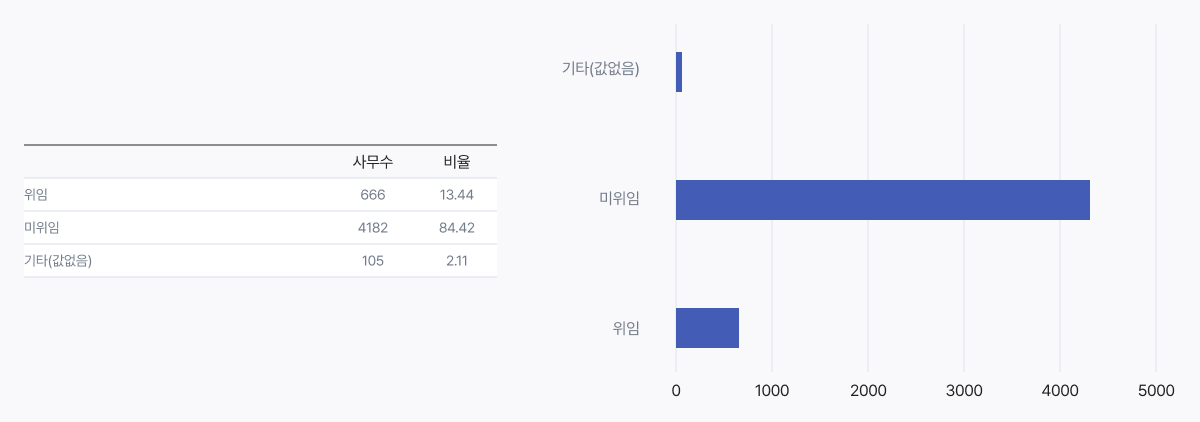 사무수 비율
위임 666 13.44
미위임 4182 84.42
기타(값없음) 105 2.11
기타(값없음)
미위임
위임
0 1000 2000 3000 4000 5000